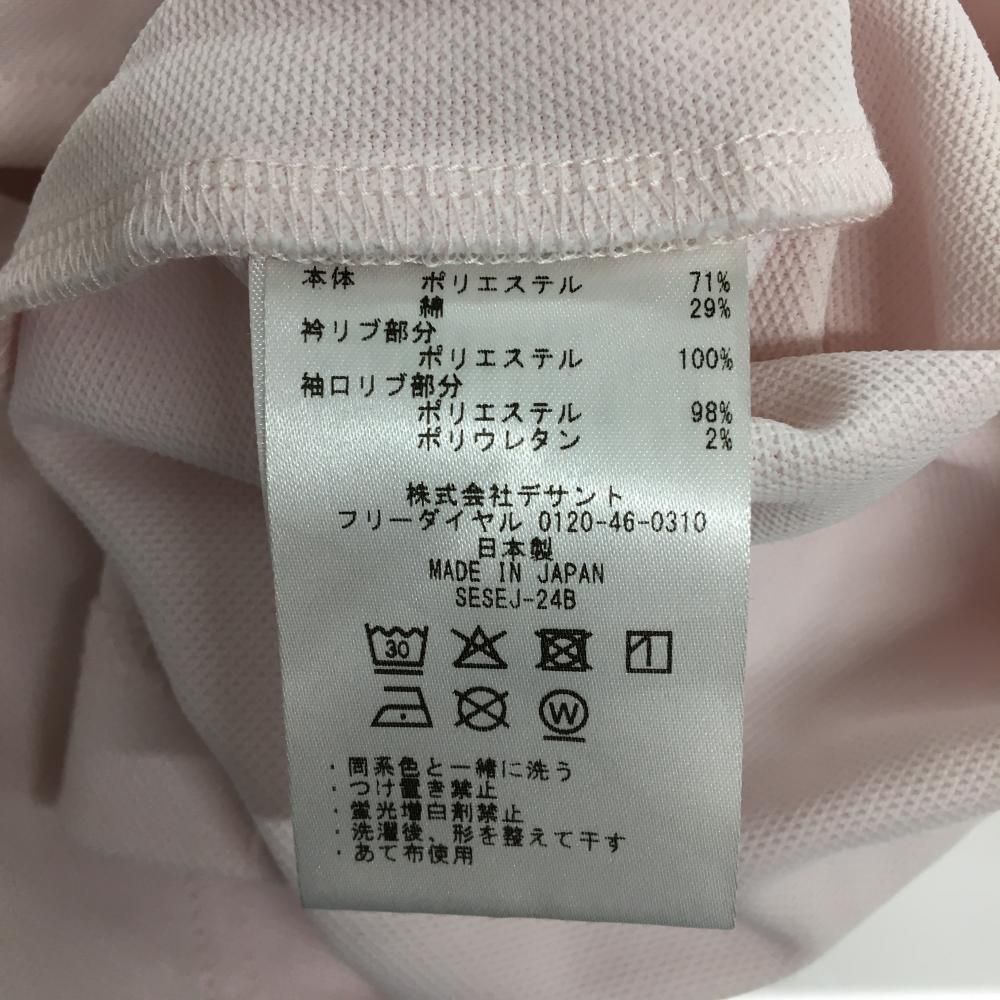 本体 ポリエステル 71%
綿 29%
衿リブ部分
ポリエステル 100%
袖口リブ部分
ポリエステル 98%
ポリウレタン 2%
株式会社デサント
フリーダイヤル 0120-46-0310
日本製
MADE IN JAPAN
SESEJ-24B
30
W
・同系色と一緒に洗う
・つけ置き禁止
・蛍光増白剤禁止
・洗濯後、形を整えて干す
・あて布使用